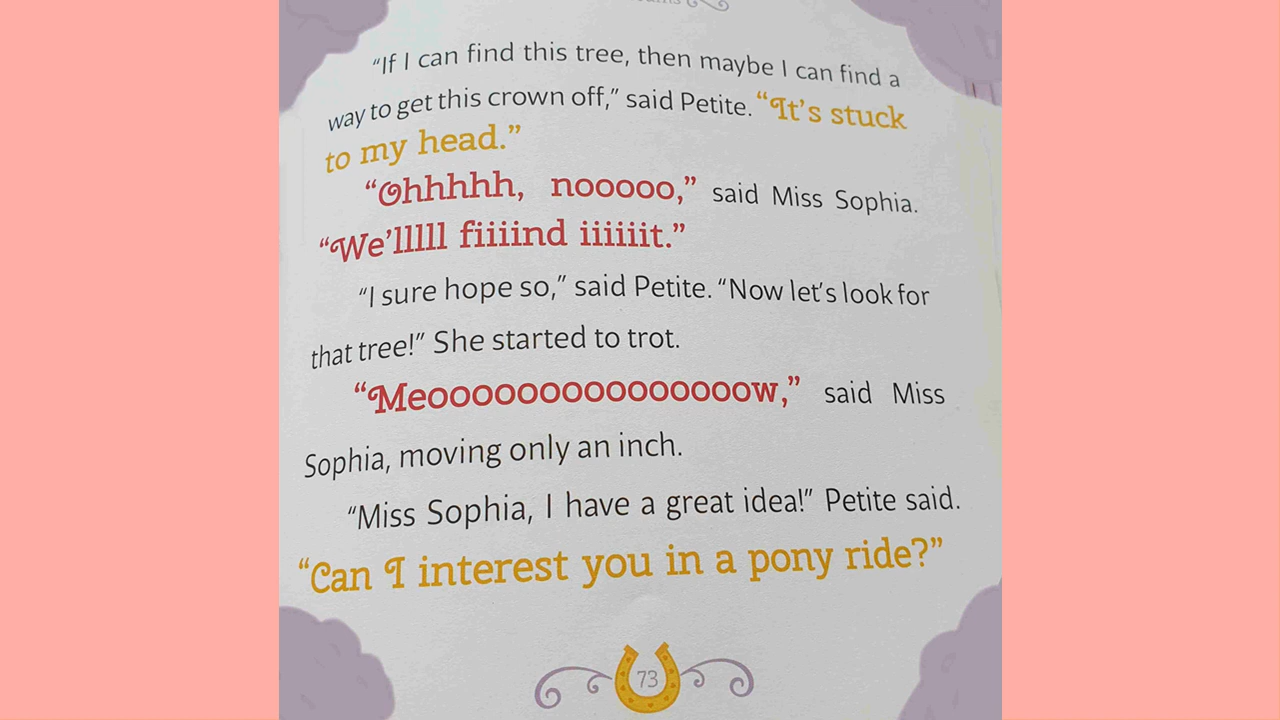 “If I can find this tree, then maybe I can find a
way to get this crown off,” said Petite. “It’s stuck
to my head.”
“Ohhhhh, nooooo,” said Miss Sophia.
“We’lllll fiiiind iiiiiit.”
“I sure hope so,” said Petite. “Now let’s look for
that tree!” She started to trot.
“Meooooooooooooooow,” said Miss
Sophia, moving only an inch.
“Miss Sophia, I have a great idea!” Petite said.
“Can I interest you in a pony ride?”
73